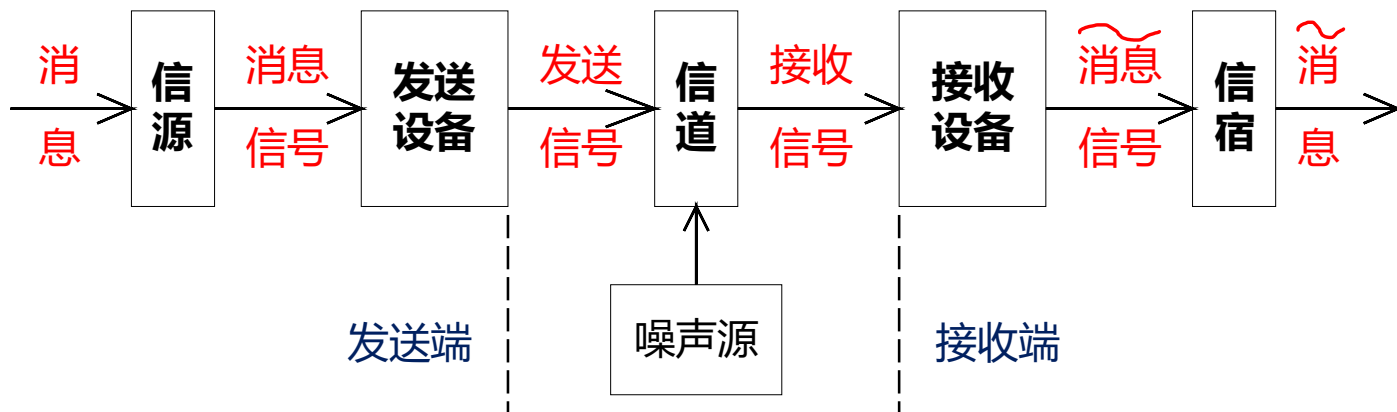 消息
信源
消息信号
发送设备
发送信号
信道
接收信号
接收设备
消息信号
信宿
消息
发送端
噪声源
接收端